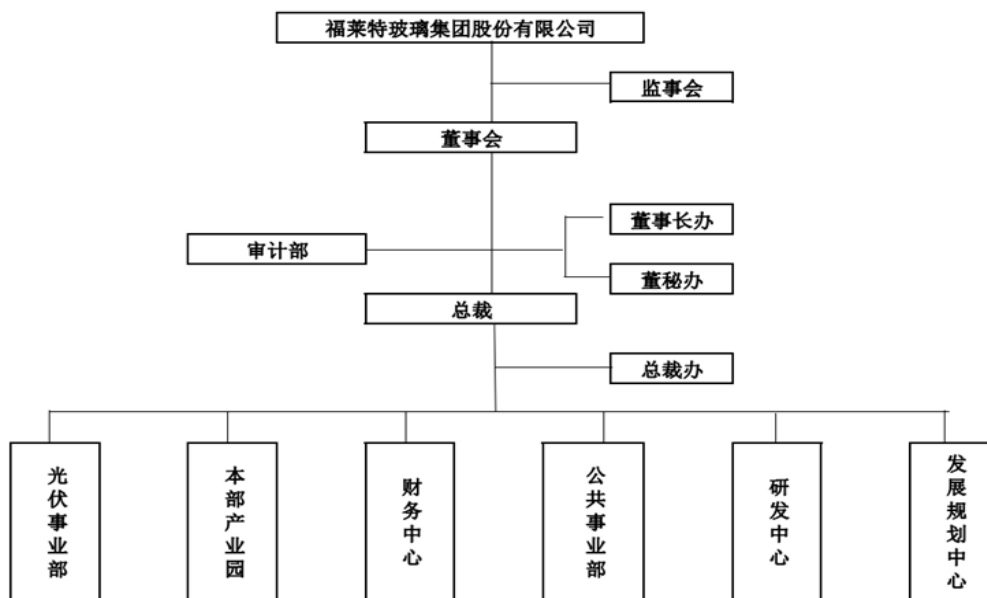 福莱特玻璃集团股份有限公司
监事会
董事会
董事长办
审计部
董秘办
总裁
总裁办
光伏事业部
本部产业园
财务中心
公共事业部
研发中心
发展规划中心